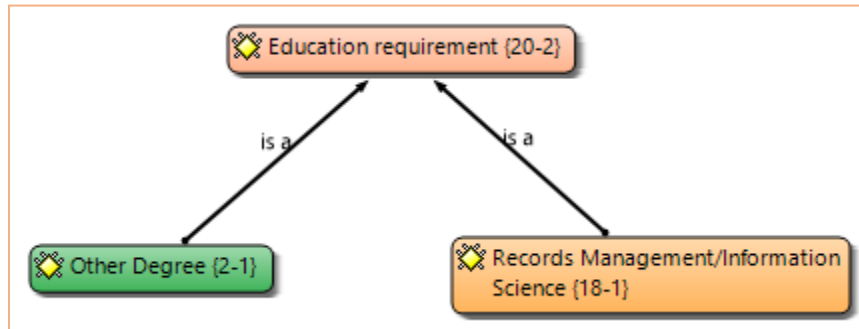 Education requirement {20-2}
is a
is a
Other Degree {2-1}
Records Management/Information
Science {18-1}